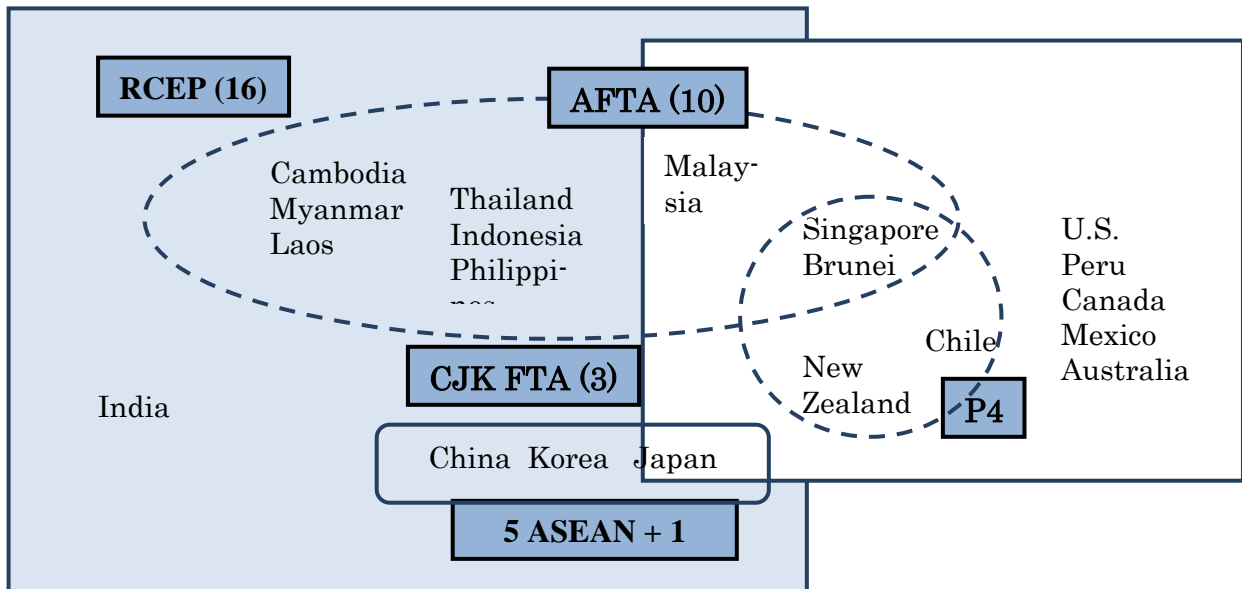 RCEP (16)
AFTA (10)
Cambodia
Myanmar
Laos
Thailand
Indonesia
Philippi-
Malay-
sia
Singapore
Brunei
U.S.
Peru
Canada
Mexico
Australia
Chile
New
Zealand
P4
CJK FTA (3)
India
China Korea Japan
5 ASEAN + 1